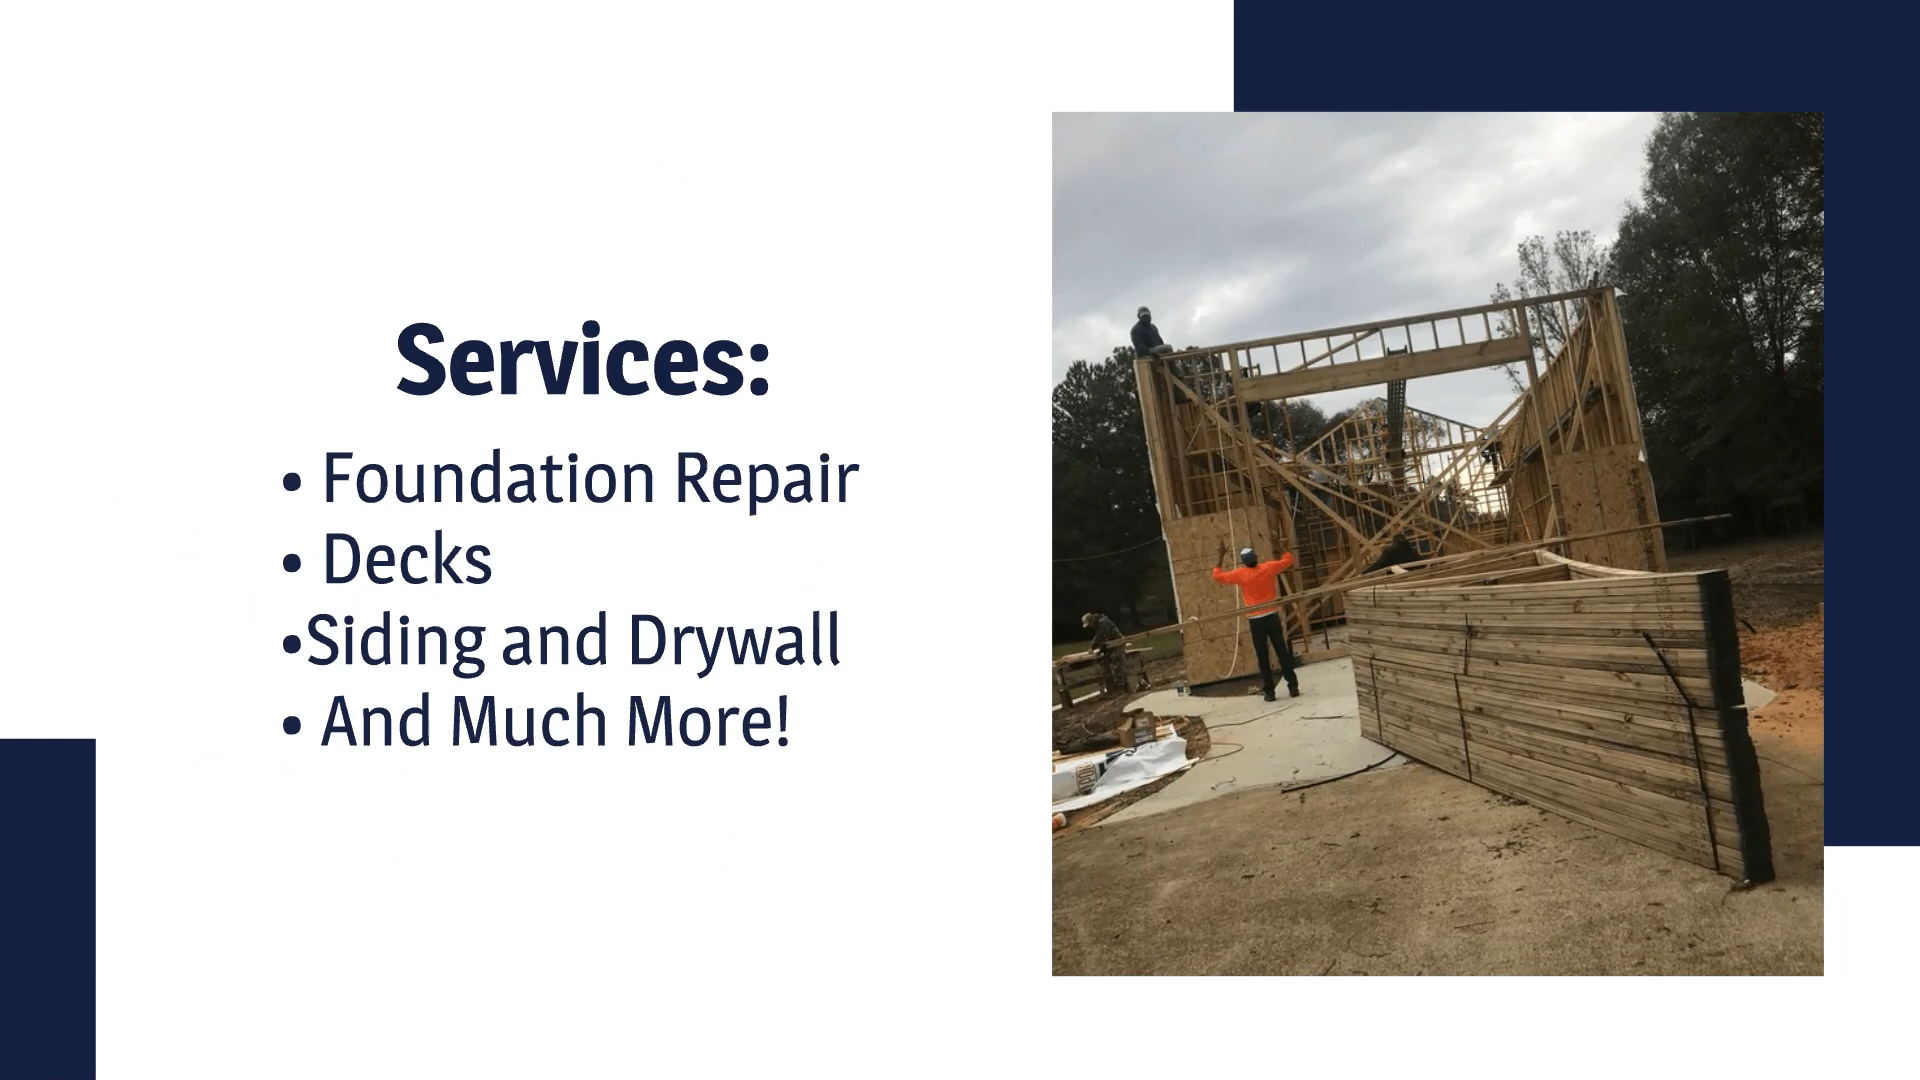 Services:
• Foundation Repair
• Decks
•Siding and Drywall
• And Much More!